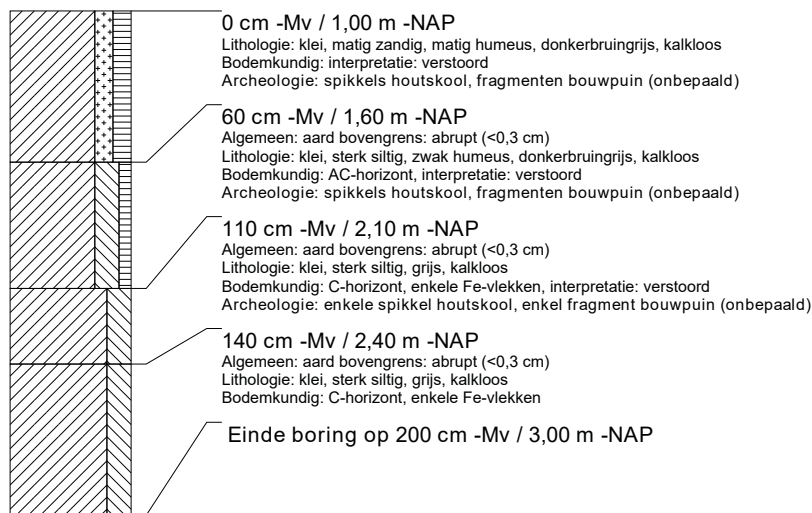 0 cm -Mv / 1,00 m -NAP
Lithologie: klei, matig zandig, matig humeus, donkerbruingrijs, kalkloos
Bodemkundig: interpretatie: verstoord
Archeologie: spikkels houtskool, fragmenten bouwpuin (onbepaald)
60 cm -Mv / 1,60 m -NAP
Algemeen: aard bovengrens: abrupt (<0,3 cm)
Lithologie: klei, sterk siltig, zwak humeus, donkerbruingrijs, kalkloos
Bodemkundig: AC-horizont, interpretatie: verstoord
Archeologie: spikkels houtskool, fragmenten bouwpuin (onbepaald)
110 cm -Mv / 2,10 m -NAP
Algemeen: aard bovengrens: abrupt (<0,3 cm)
Lithologie: klei, sterk siltig, grijs, kalkloos
Bodemkundig: C-horizont, enkele Fe-vlekken, interpretatie: verstoord
Archeologie: enkele spikkel houtskool, enkel fragment bouwpuin (onbepaald)
140 cm -Mv / 2,40 m -NAP
Algemeen: aard bovengrens: abrupt (<0,3 cm)
Lithologie: klei, sterk siltig, grijs, kalkloos
Bodemkundig: C-horizont, enkele Fe-vlekken
Einde boring op 200 cm -Mv / 3,00 m -NAP